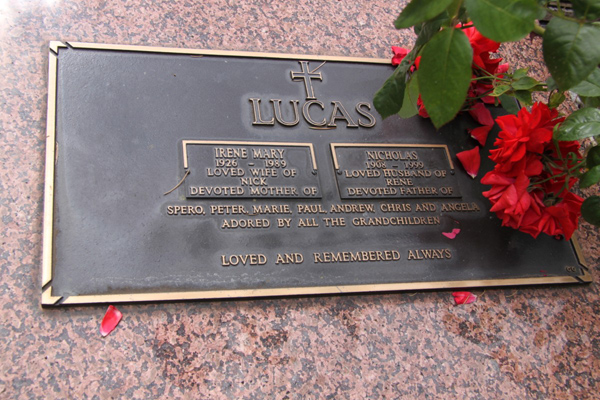 LUCAS
IRENE MARY
1926 - 1989
LOVED WIFE OF
NICK
DEVOTED MOTHER OF
NICHOLAS
1908 - 1999
LOVED HUSBAND OF
RENE
DEVOTED FATHER OF
SPERO, PETER, MARIE, PAUL, ANDREW, CHRIS AND ANGELA
ADORED BY ALL THE GRANDCHILDREN
LOVED AND REMEMBERED ALWAYS